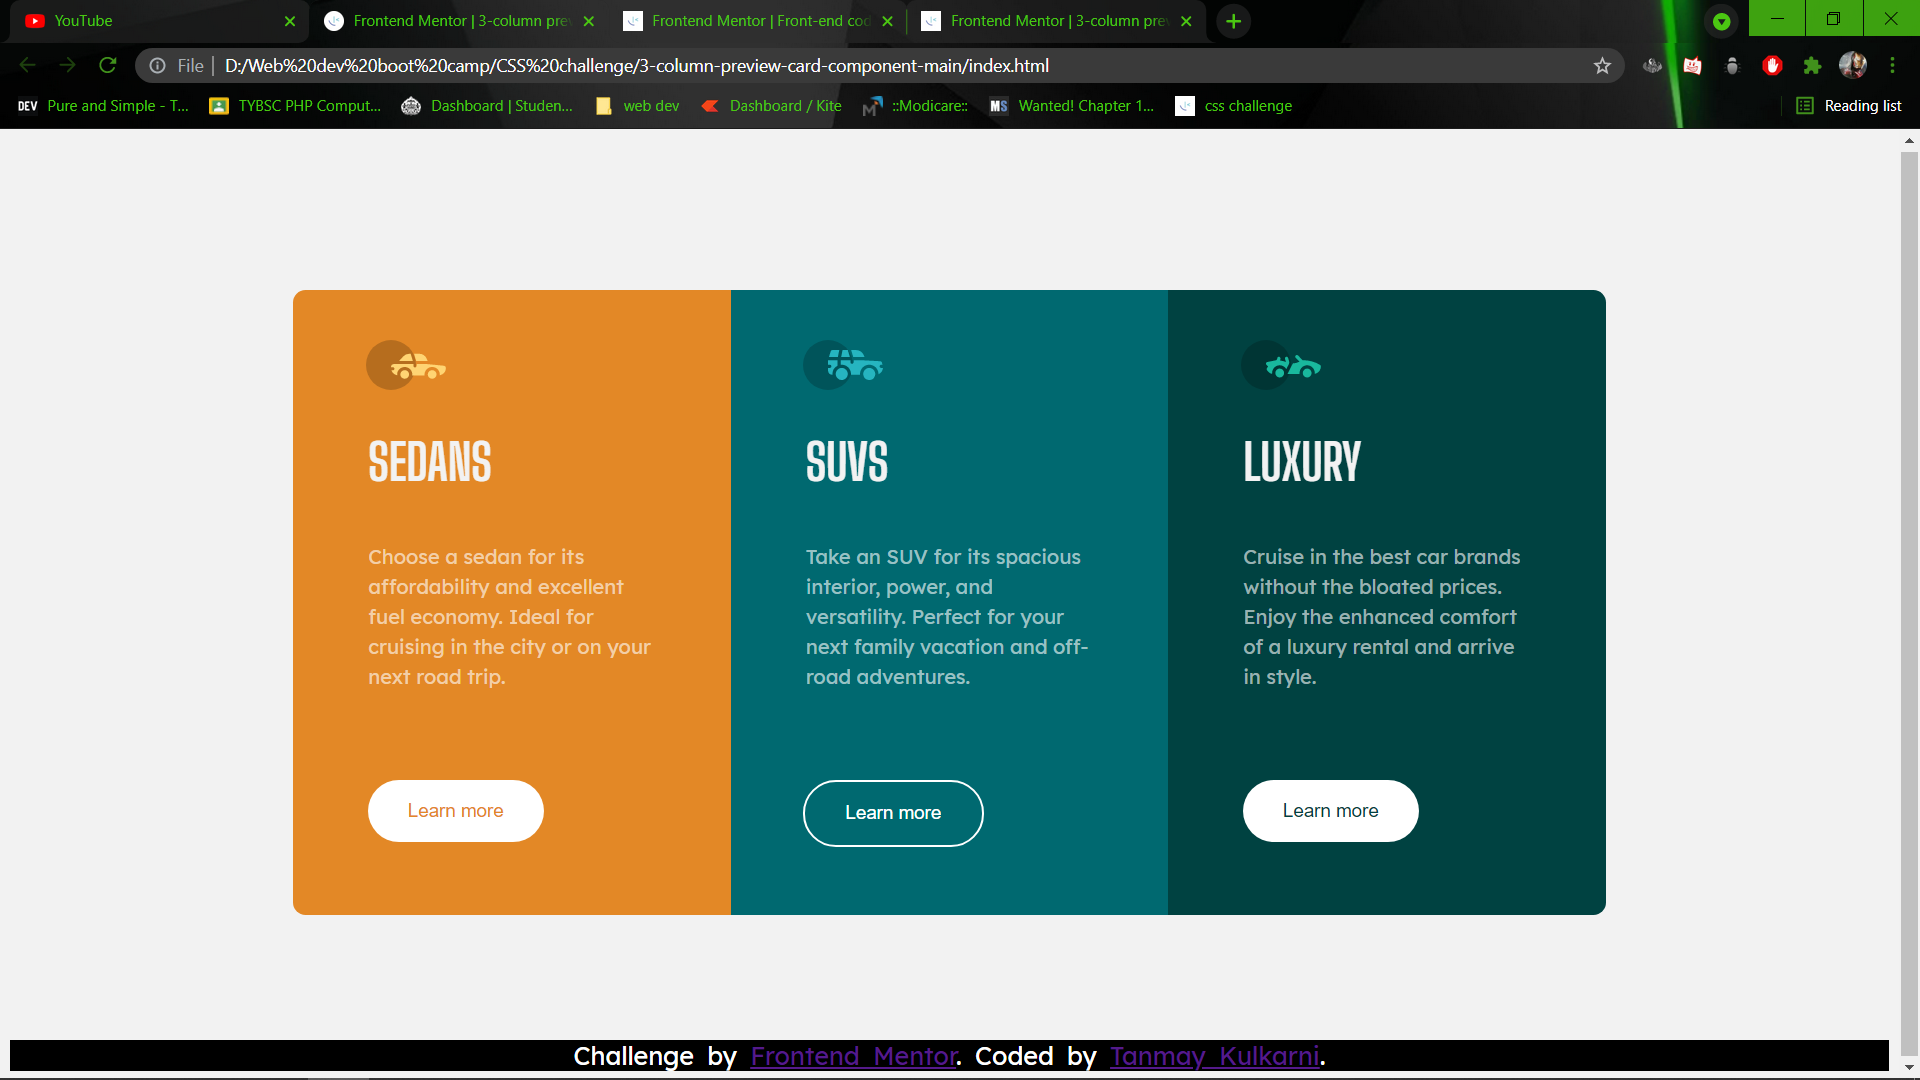 YouTube
Frontend Mentor | 3-column pre
Frontend Mentor | Front-end cod
Frontend Mentor | 3-column pre
File | D:/Web%20dev%20boot%20camp/CSS%20challenge/3-column-preview-card-component-main/index.html
DEV Pure and Simple - T...
TYBSC PHP Comput...
Dashboard | Studen...
web dev
Dashboard / Kite
::Modicare::
MS Wanted! Chapter 1...
css challenge
Reading list
SEDANS
Choose a sedan for its
affordability and excellent
fuel economy. Ideal for
cruising in the city or on your
next road trip.
Learn more
SUVS
Take an SUV for its spacious
interior, power, and
versatility. Perfect for your
next family vacation and off-
road adventures.
Learn more
LUXURY
Cruise in the best car brands
without the bloated prices.
Enjoy the enhanced comfort
of a luxury rental and arrive
in style.
Learn more
Challenge by Frontend Mentor. Coded by Tanmay Kulkarni.